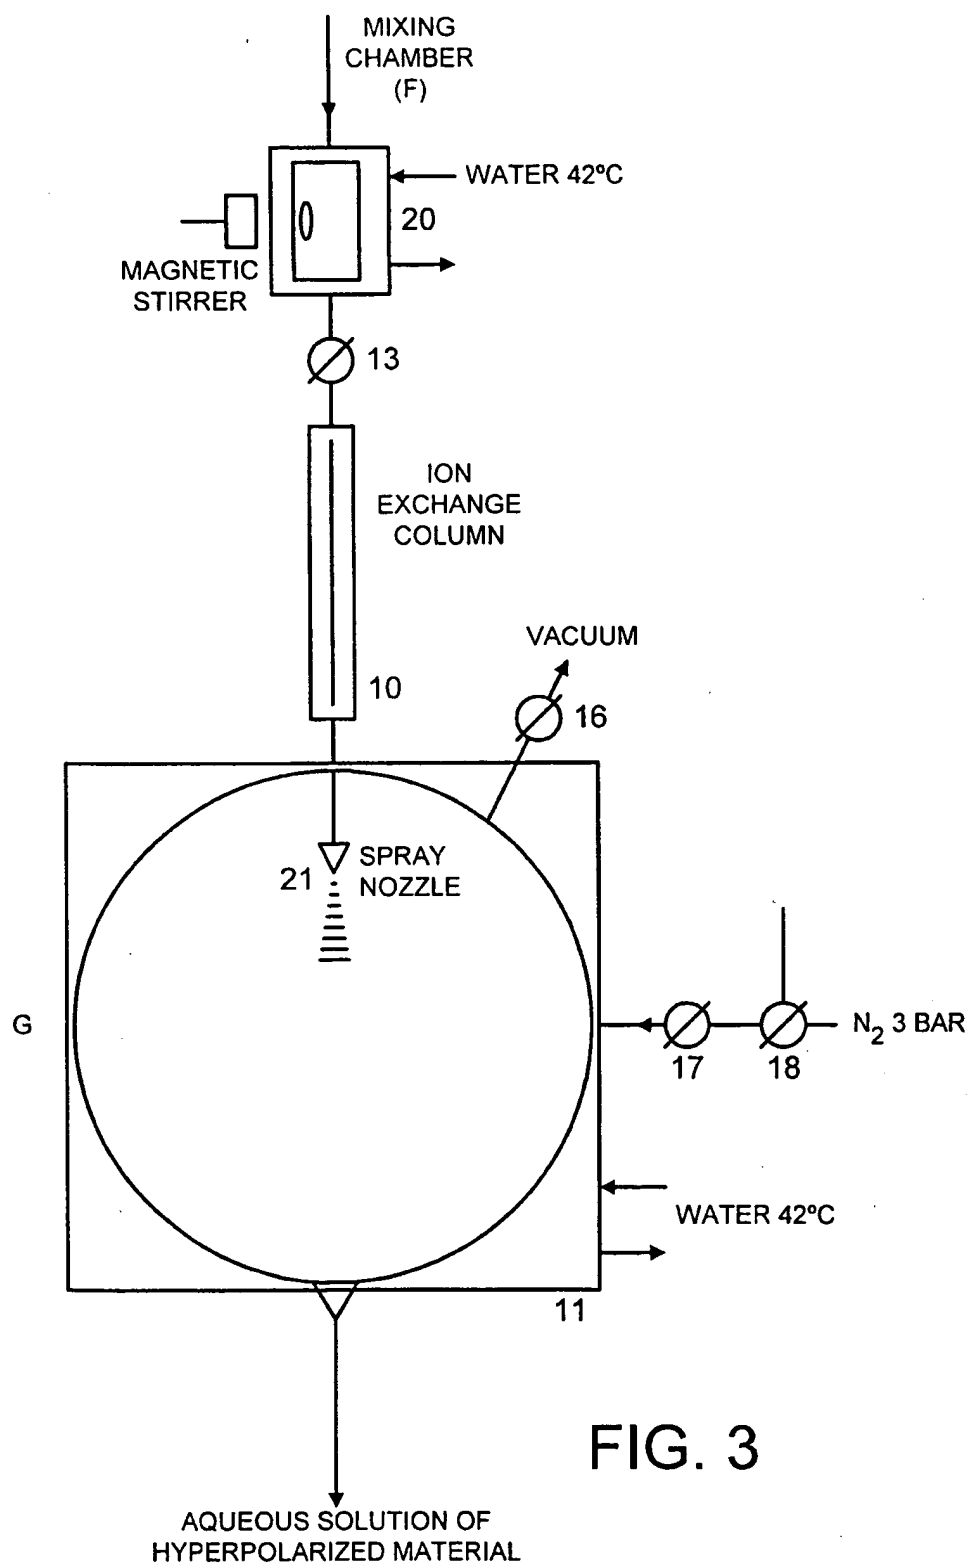 MIXING
CHAMBER
(F)
WATER 42ºC
20
MAGNETIC
STIRRER
13
ION
EXCHANGE
COLUMN
10
VACUUM
16
SPRAY
NOZZLE
21
G
N2 3 BAR
17
18
WATER 42ºC
11
FIG. 3
AQUEOUS SOLUTION OF
HYPERPOLARIZED MATERIAL